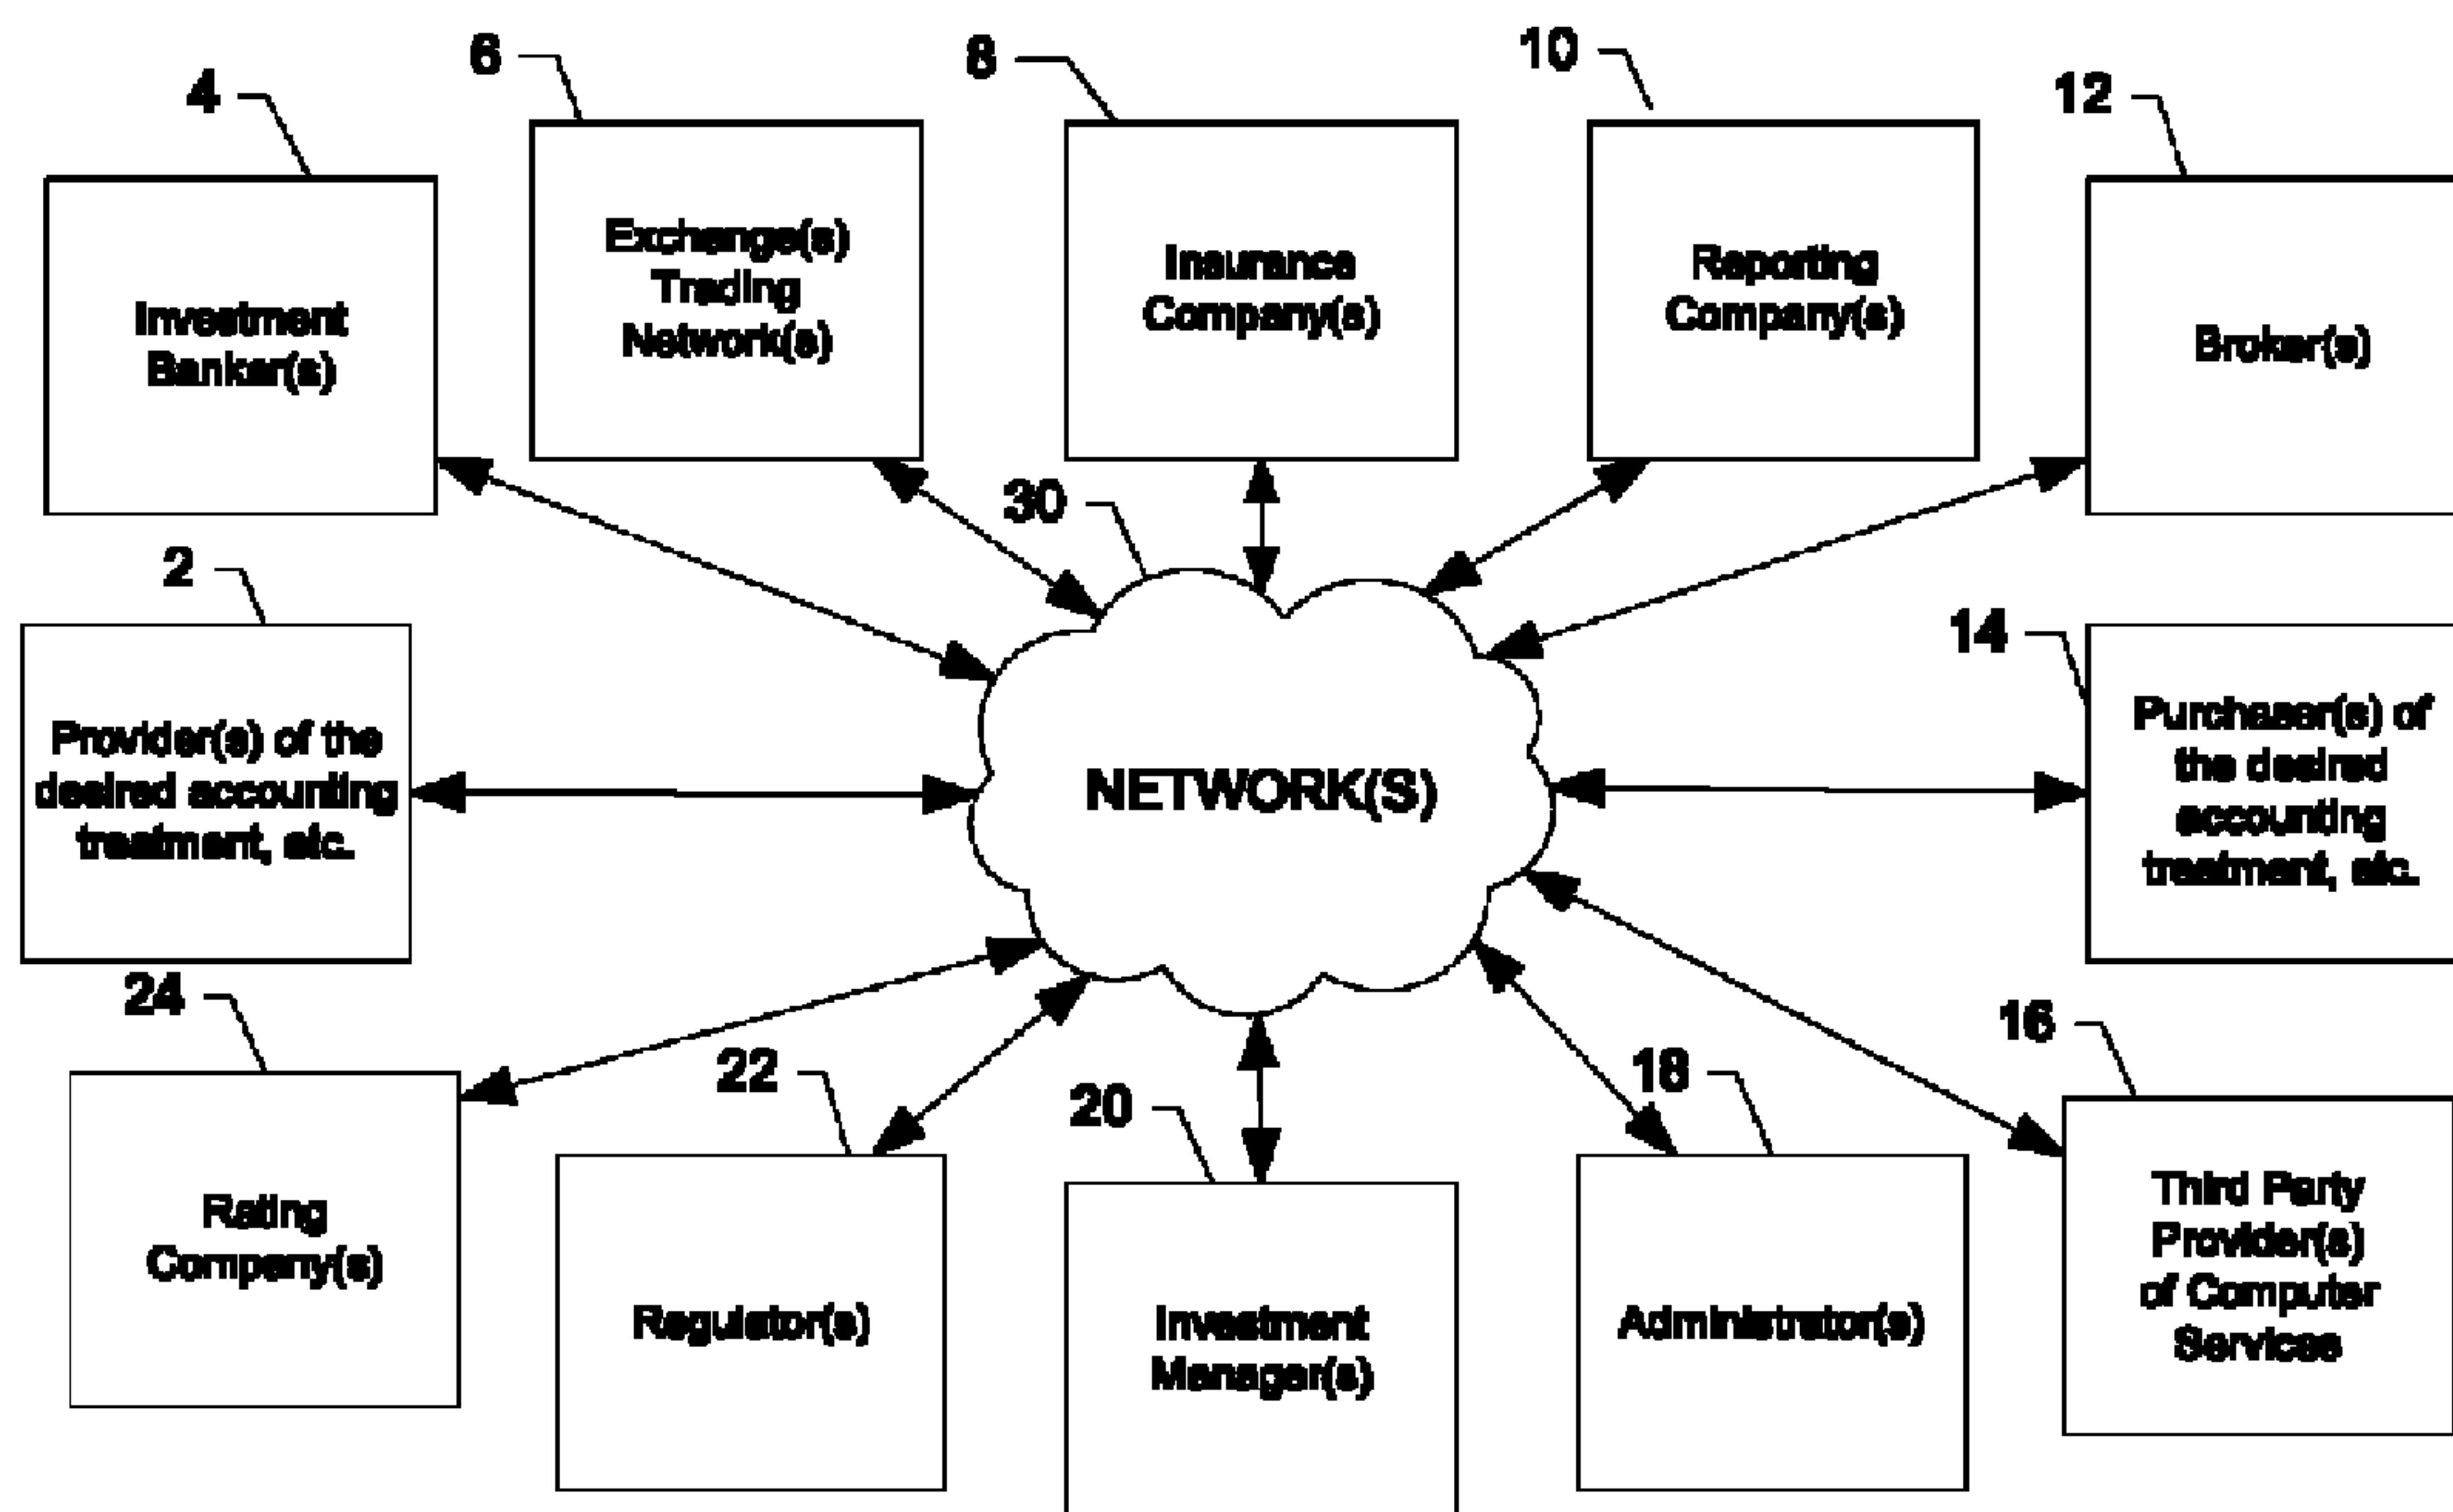 6
8
10
4
12
Exchange(s)
Trading
Network(s)
Insurance
Company(s)
Reporting
Company(s)
Investment
Banker(s)
Broker(s)
30
2
14
Provider(s) of the
desired accounting
treatment, etc.
NETWORK(S)
Purchaser(s) of
the desired
accounting
treatment, etc.
24
16
22
18
20
Rating
Company(s)
Regulator(s)
Investment
Manager(s)
Administrator(s)
Third Party
Provider(s)
of Computer
Services